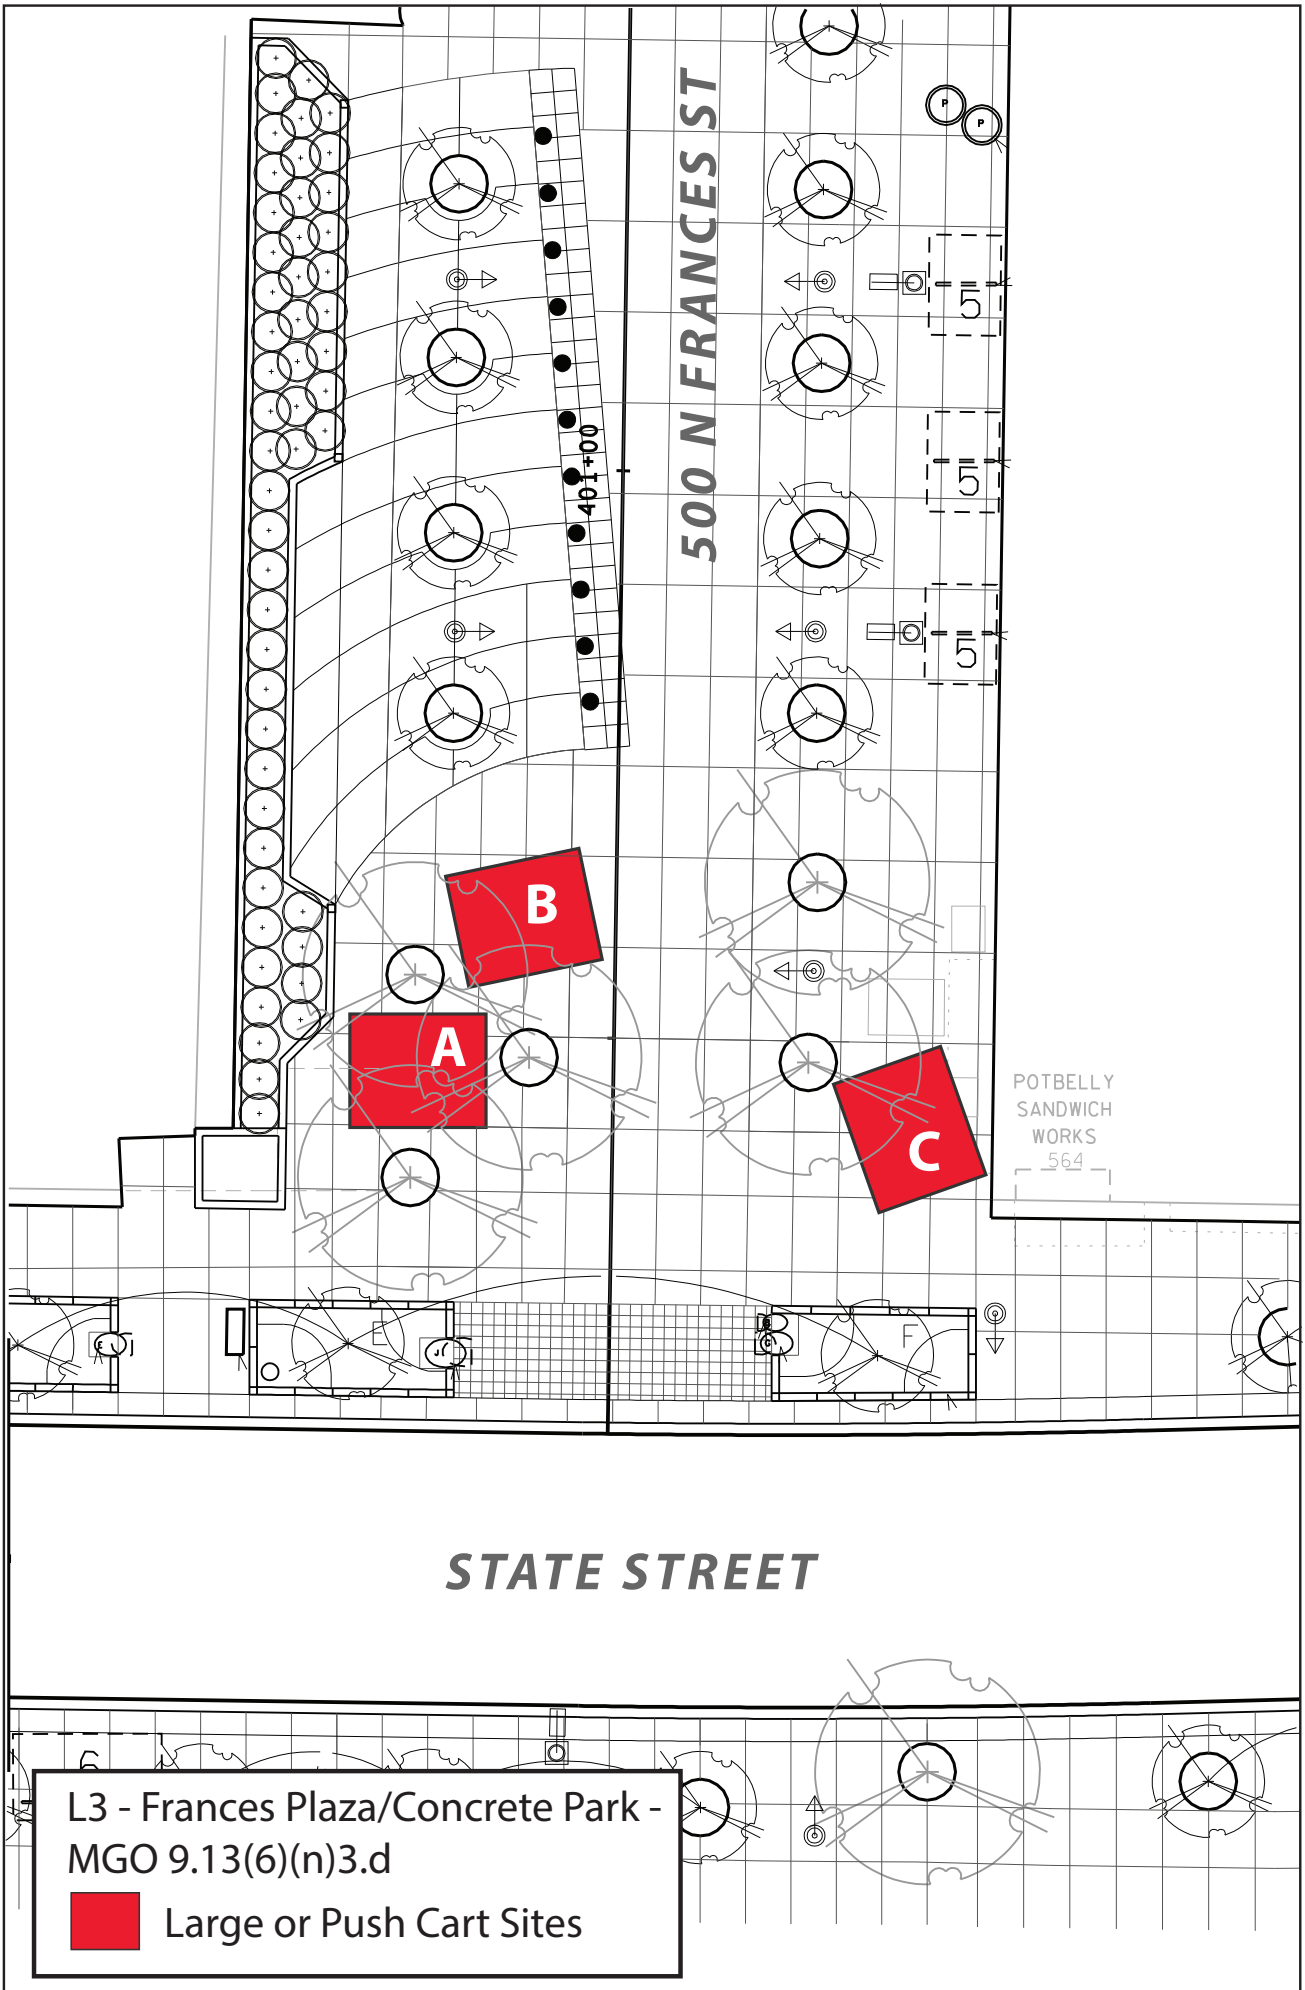 500 N FRANCES ST
P
P
5
401+00
5
5
B
A
C
POTBELLY
SANDWICH
WORKS
564
E
F
J
G
STATE STREET
L3 - Frances Plaza/Concrete Park -
MGO 9.13(6)(n)3.d
Large or Push Cart Sites